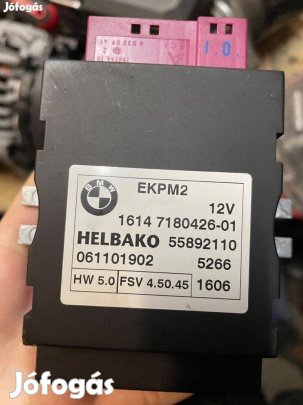 Jófogás
1.0.
BMW
EKPM2
12V
1614 7180426-01
HELBAKO 55892110
061101902 5266
HW 5.0 FSV 4.50.45 1606
Jófogás